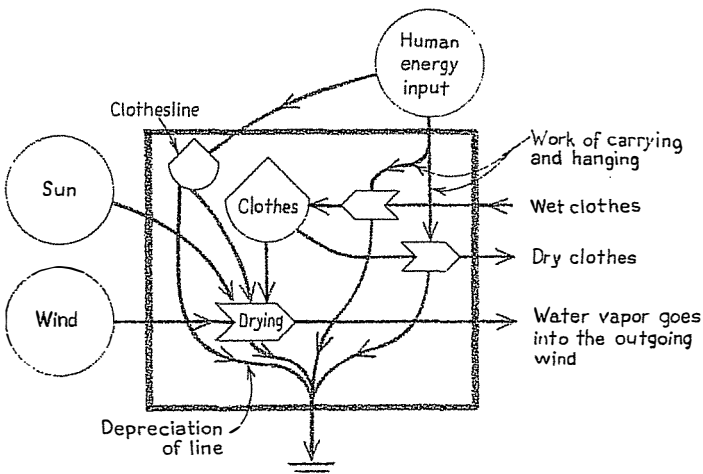 Human
energy
input
Clothesline
Work of carrying
and hanging
Sun
Clothes
Wet clothes
Dry clothes
Wind
Drying
Water vapor goes
into the outgoing
wind
Depreciation
of line